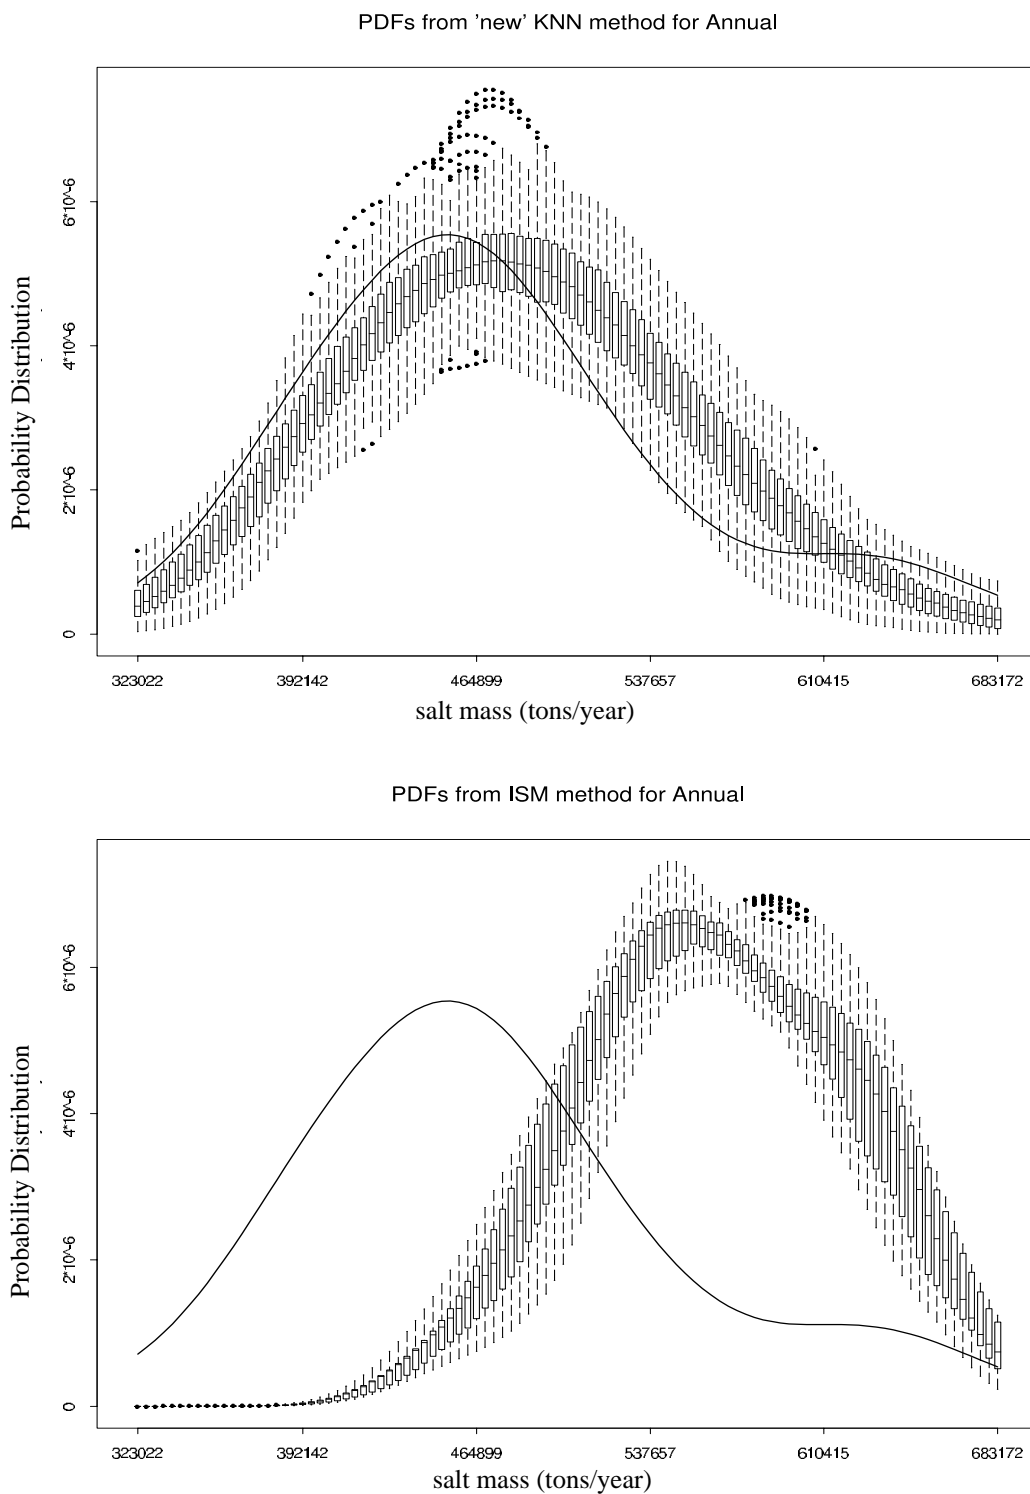 PDFs from 'new' KNN method for Annual
Probability Distribution
6*10^-6
4*10^-6
2*10^-6
0
323022 392142 464899 537657 610415 683172
salt mass (tons/year)
PDFs from ISM method for Annual
Probability Distribution
6*10^-6
4*10^-6
2*10^-6
0
323022 392142 464899 537657 610415 683172
salt mass (tons/year)